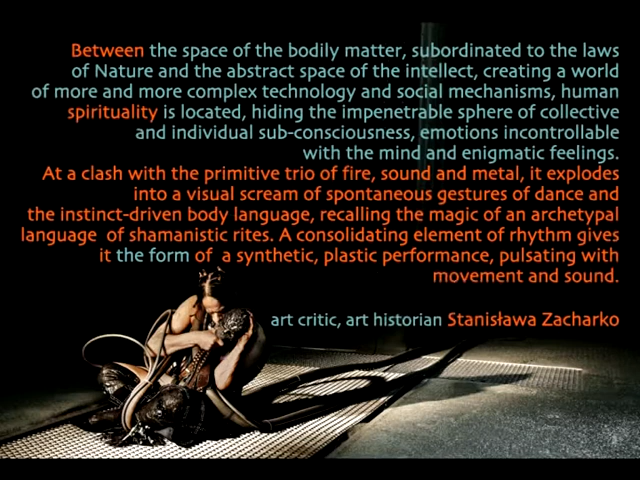 Between the space of the bodily matter, subordinated to the laws
of Nature and the abstract space of the intellect, creating a world
of more and more complex technology and social mechanisms, human
spirituality is located, hiding the impenetrable sphere of collective
and individual sub-consciousness, emotions incontrollable
with the mind and enigmatic feelings.
At a clash with the primitive trio of fire, sound and metal, it explodes
into a visual scream of spontaneous gestures of dance and
the instinct-driven body language, recalling the magic of an archetypal
language of shamanistic rites. A consolidating element of rhythm gives
it the form of a synthetic, plastic performance, pulsating with
movement and sound.
art critic, art historian Stanisława Zacharko